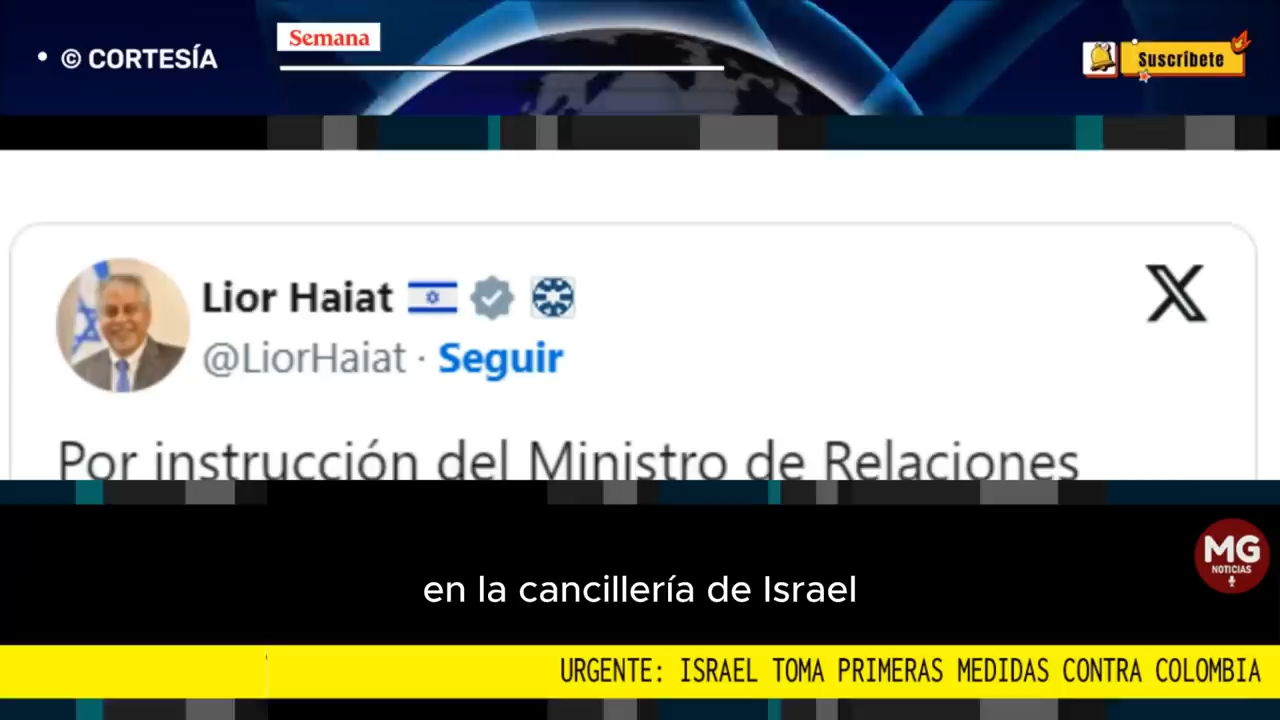 • © CORTESÍA
Semana
Suscríbete
Lior Haiat
@LiorHaiat · Seguir
Por instrucción del Ministro de Relaciones
MG
NOTICIAS
en la cancillería de Israel
URGENTE: ISRAEL TOMA PRIMERAS MEDIDAS CONTRA COLOMBIA